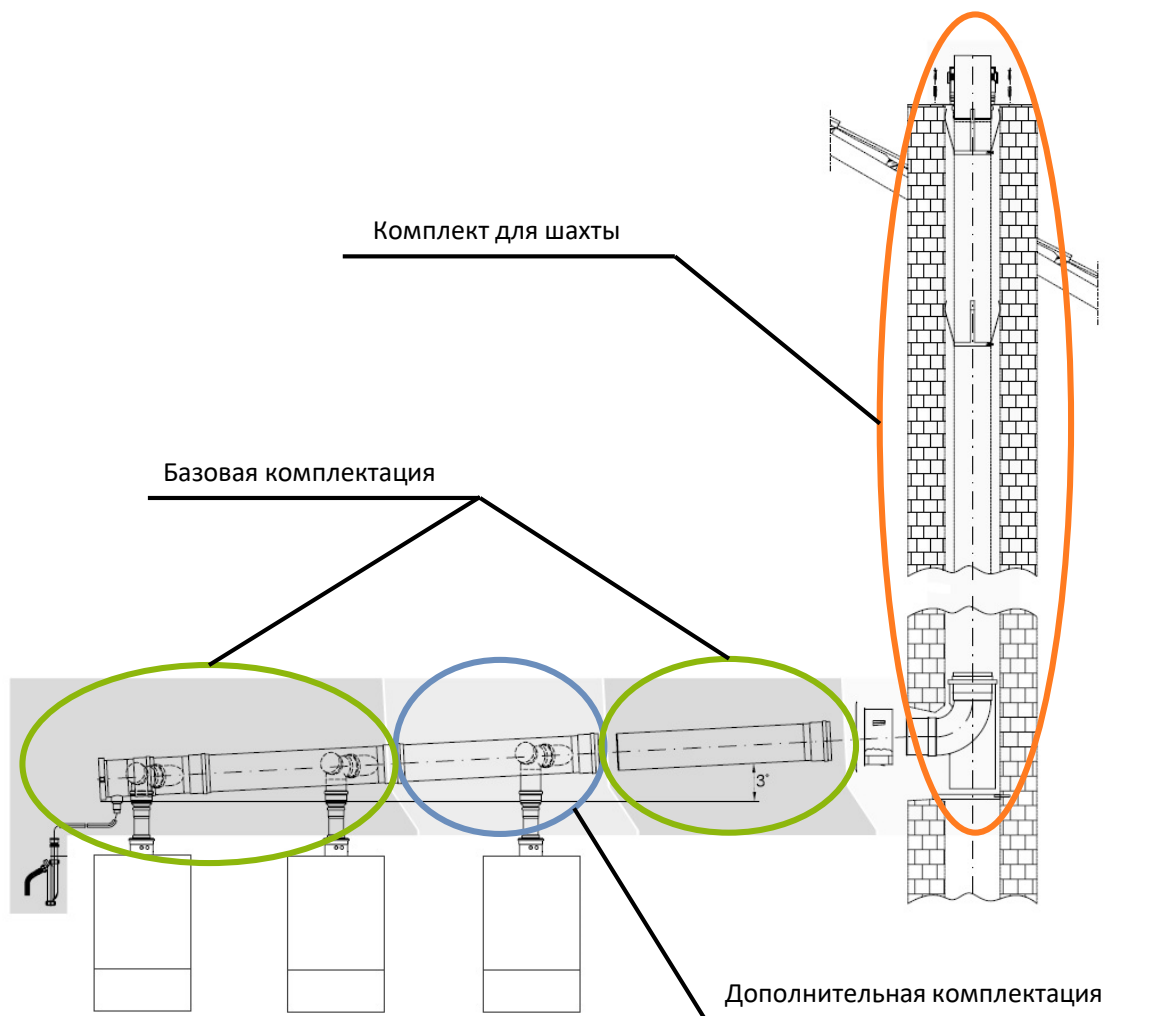 Комплект для шахты
Базовая комплектация
3°
Дополнительная комплектация